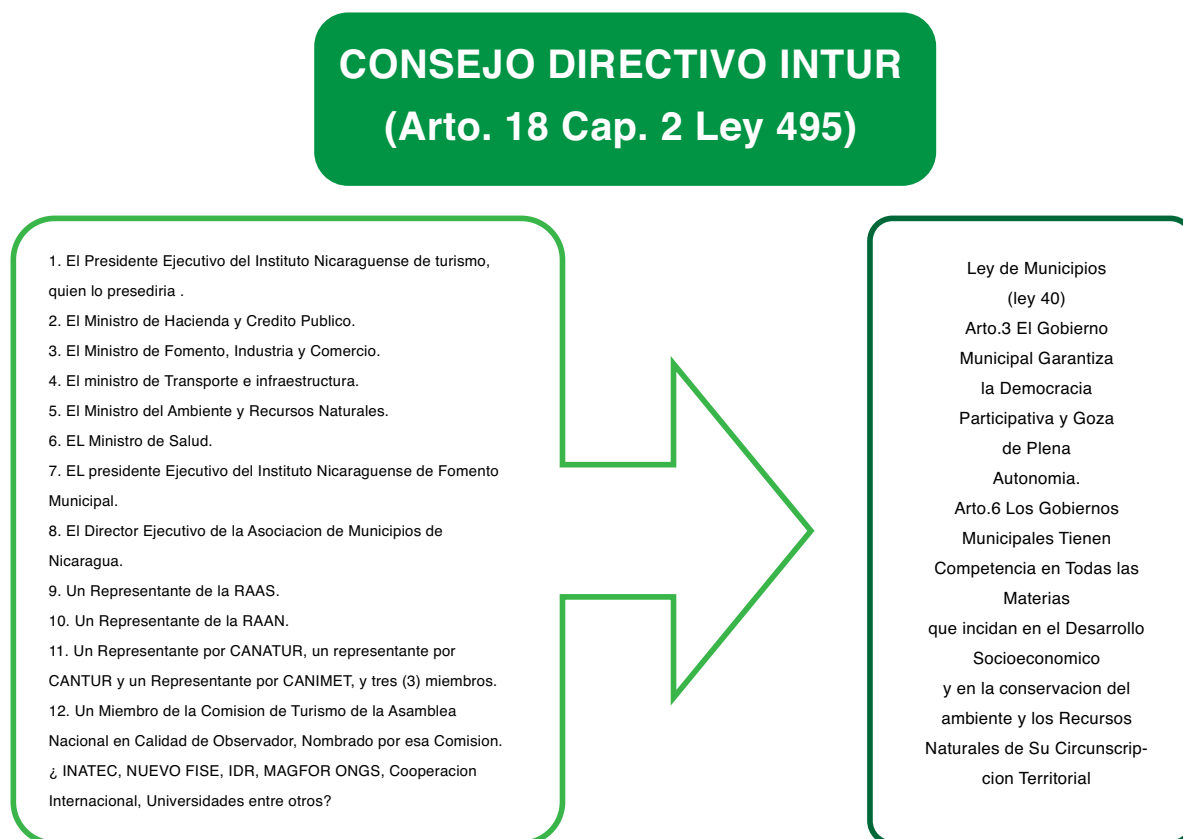 CONSEJO DIRECTIVO INTUR
(Arto. 18 Cap. 2 Ley 495)
1. El Presidente Ejecutivo del Instituto Nicaraguense de turismo,
quien lo presediria .
2. El Ministro de Hacienda y Credito Publico.
3. El Ministro de Fomento, Industria y Comercio.
4. El ministro de Transporte e infraestructura.
5. El Ministro del Ambiente y Recursos Naturales.
6. EL Ministro de Salud.
7. EL presidente Ejecutivo del Instituto Nicaraguense de Fomento
Municipal.
8. El Director Ejecutivo de la Asociacion de Municipios de
Nicaragua.
9. Un Representante de la RAAS.
10. Un Representante de la RAAN.
11. Un Representante por CANATUR, un representante por
CANTUR y un Representante por CANIMET, y tres (3) miembros.
12. Un Miembro de la Comision de Turismo de la Asamblea
Nacional en Calidad de Observador, Nombrado por esa Comision.
¿ INATEC, NUEVO FISE, IDR, MAGFOR ONGS, Cooperacion
Internacional, Universidades entre otros?
Ley de Municipios
(ley 40)
Arto.3 El Gobierno
Municipal Garantiza
la Democracia
Participativa y Goza
de Plena
Autonomia.
Arto.6 Los Gobiernos
Municipales Tienen
Competencia en Todas las
Materias
que incidan en el Desarrollo
Socioeconomico
y en la conservacion del
ambiente y los Recursos
Naturales de Su Circunscrip-
cion Territorial